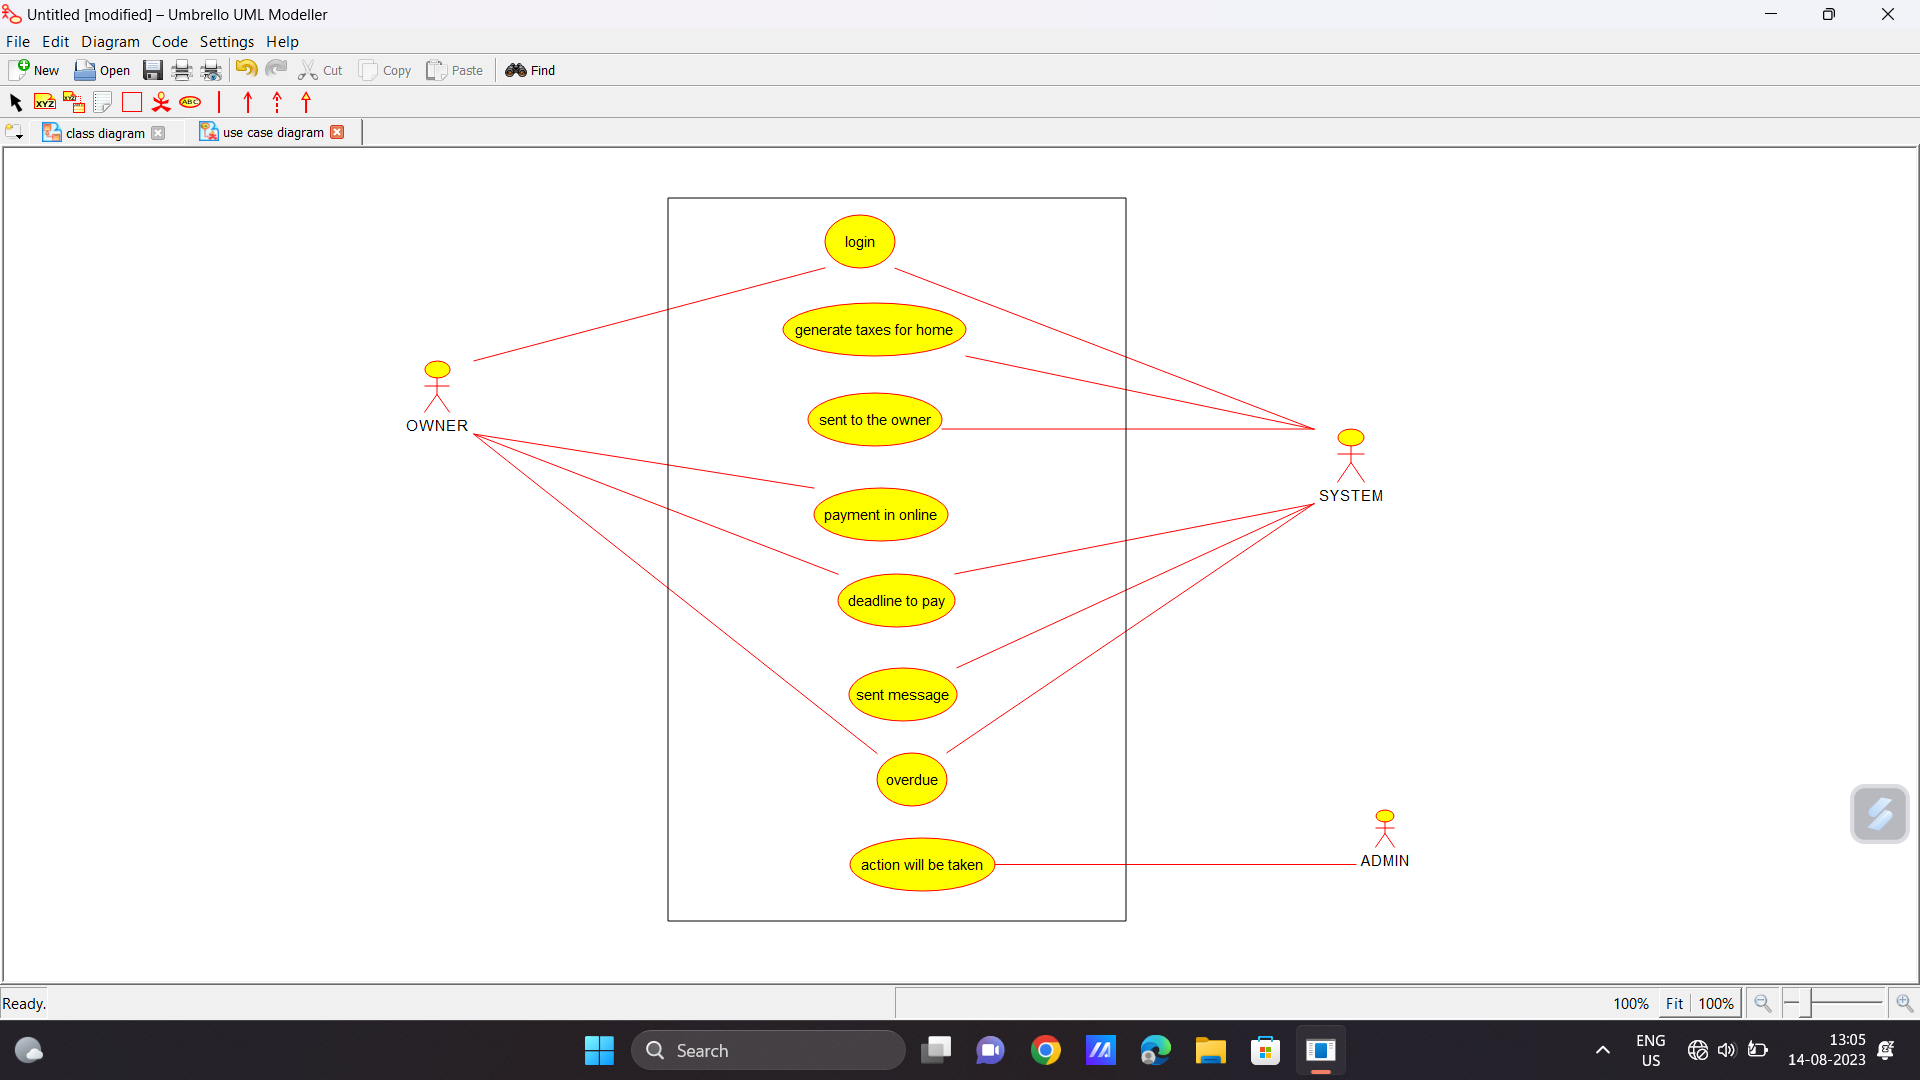 Untitled [modified] – Umbrello UML Modeller
File Edit Diagram Code Settings Help
New Open Cut Copy Paste Find
XYZ XYZ ABC
class diagram use case diagram
login
generate taxes for home
OWNER
sent to the owner
SYSTEM
payment in online
deadline to pay
sent message
overdue
action will be taken
ADMIN
Ready.
100% Fit 100%
Search
ENG
US
13:05
14-08-2023